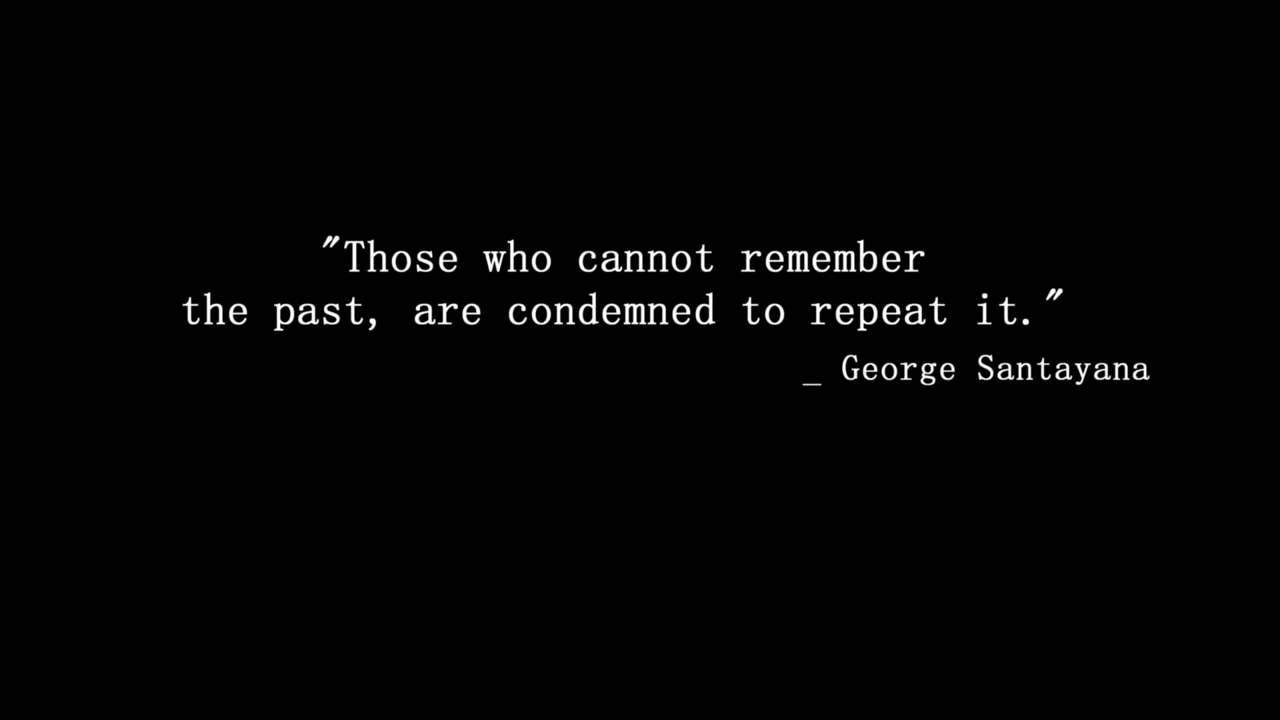 "Those who cannot remember
the past, are condemned to repeat it."
_ George Santayana